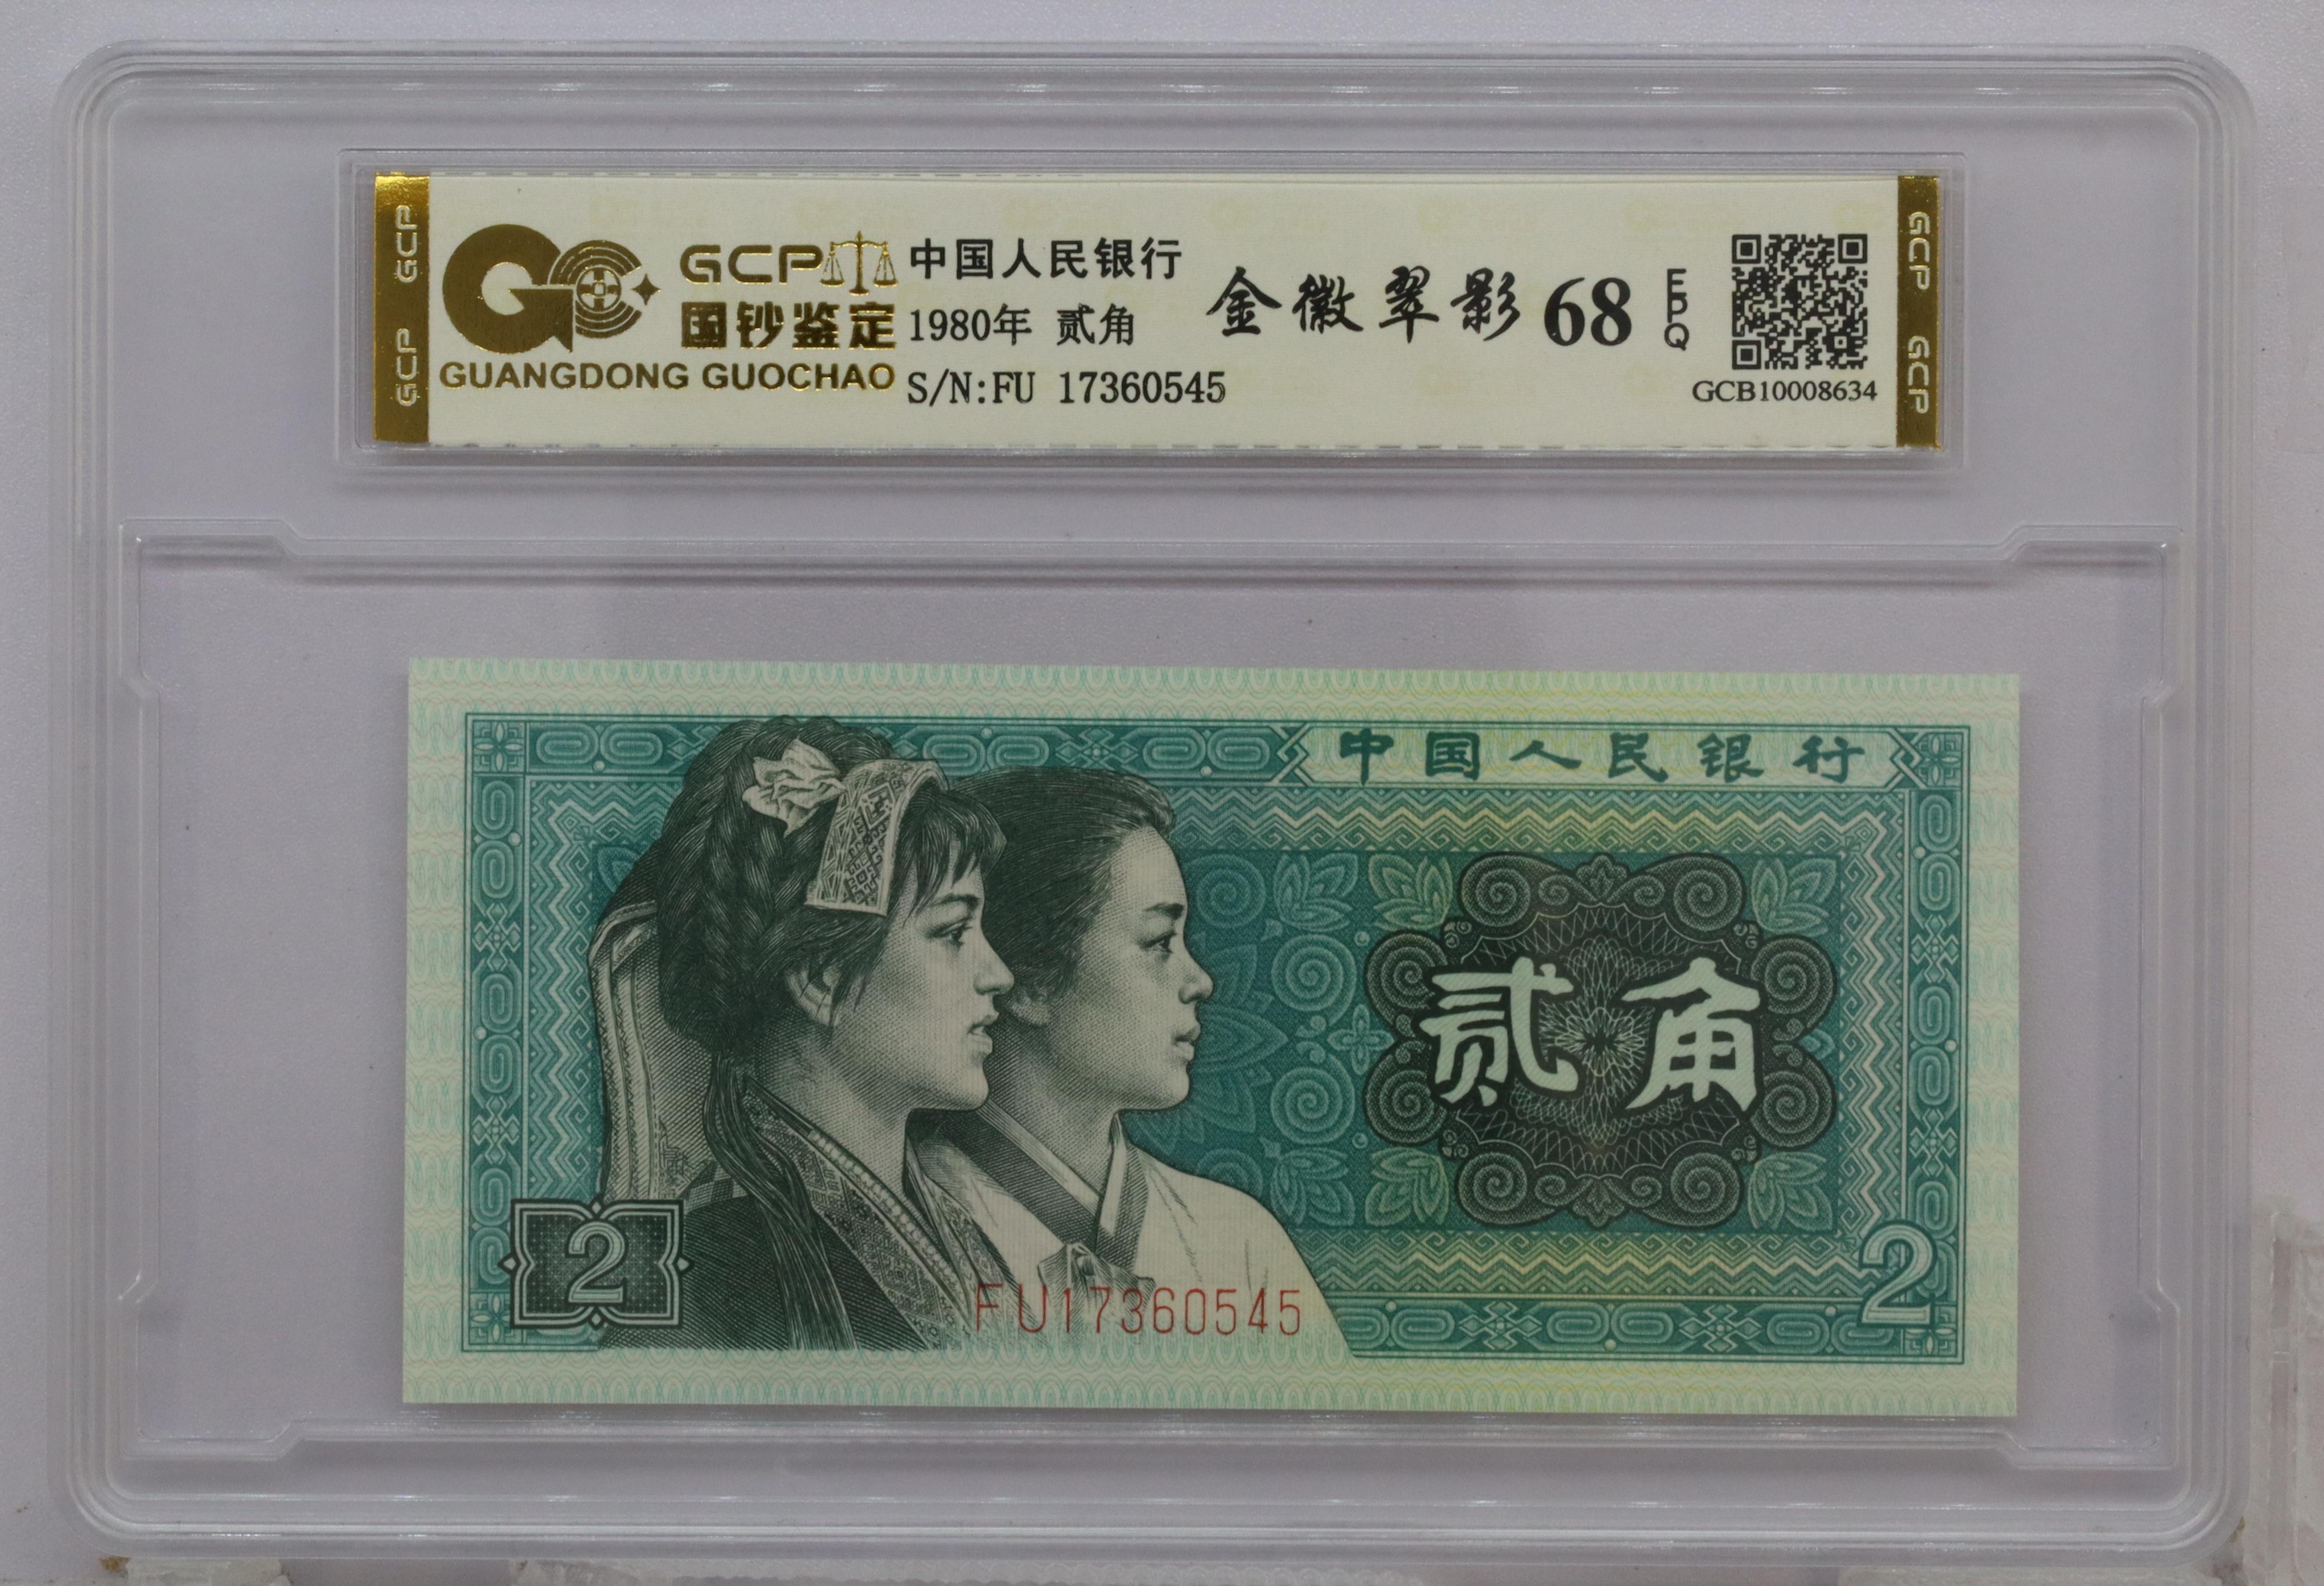 GCP
国钞鉴定
GUANGDONG GUOCHAO
中国人民银行
1980年 贰角
S/N:FU 17360545
金徽翠影 68 EPQ
GCB10008634
GCP GCP
GCP GCP
中国人民银行
贰角
2
2
FU17360545